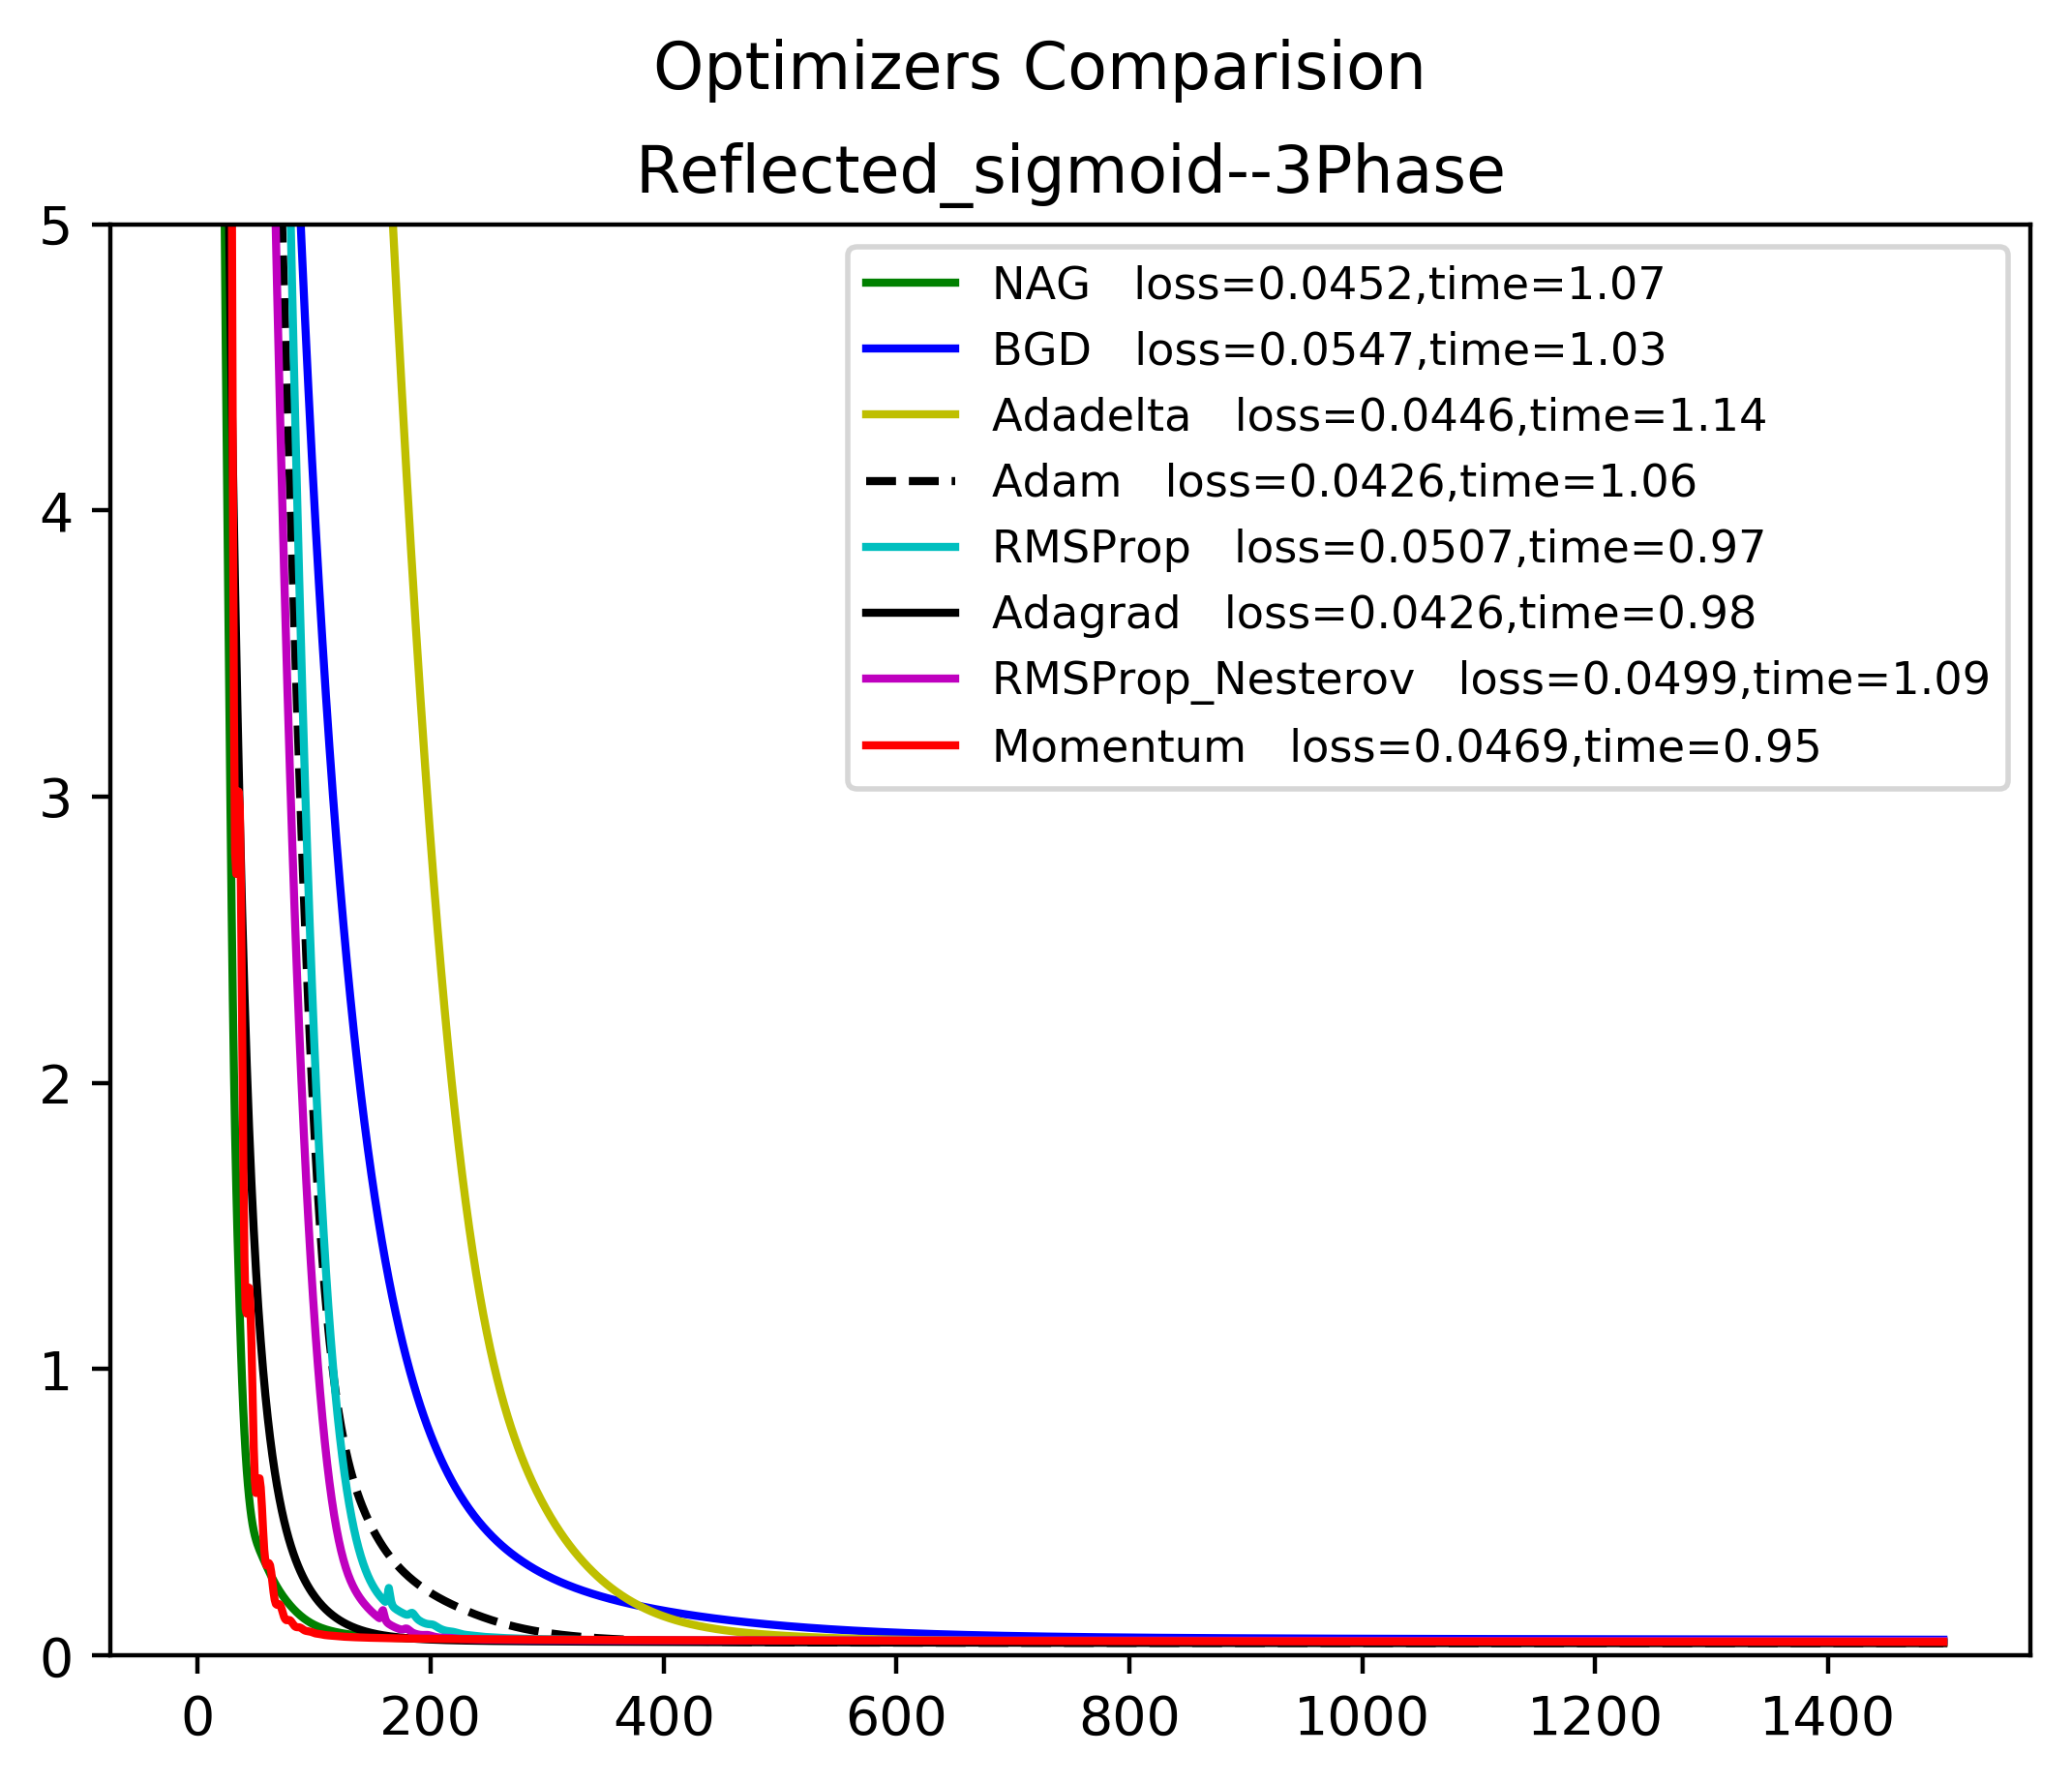 Optimizers Comparision
Reflected_sigmoid--3Phase
5
4
3
2
1
0
NAG loss=0.0452,time=1.07
BGD loss=0.0547,time=1.03
Adadelta loss=0.0446,time=1.14
Adam loss=0.0426,time=1.06
RMSProp loss=0.0507,time=0.97
Adagrad loss=0.0426,time=0.98
RMSProp_Nesterov loss=0.0499,time=1.09
Momentum loss=0.0469,time=0.95
0 200 400 600 800 1000 1200 1400